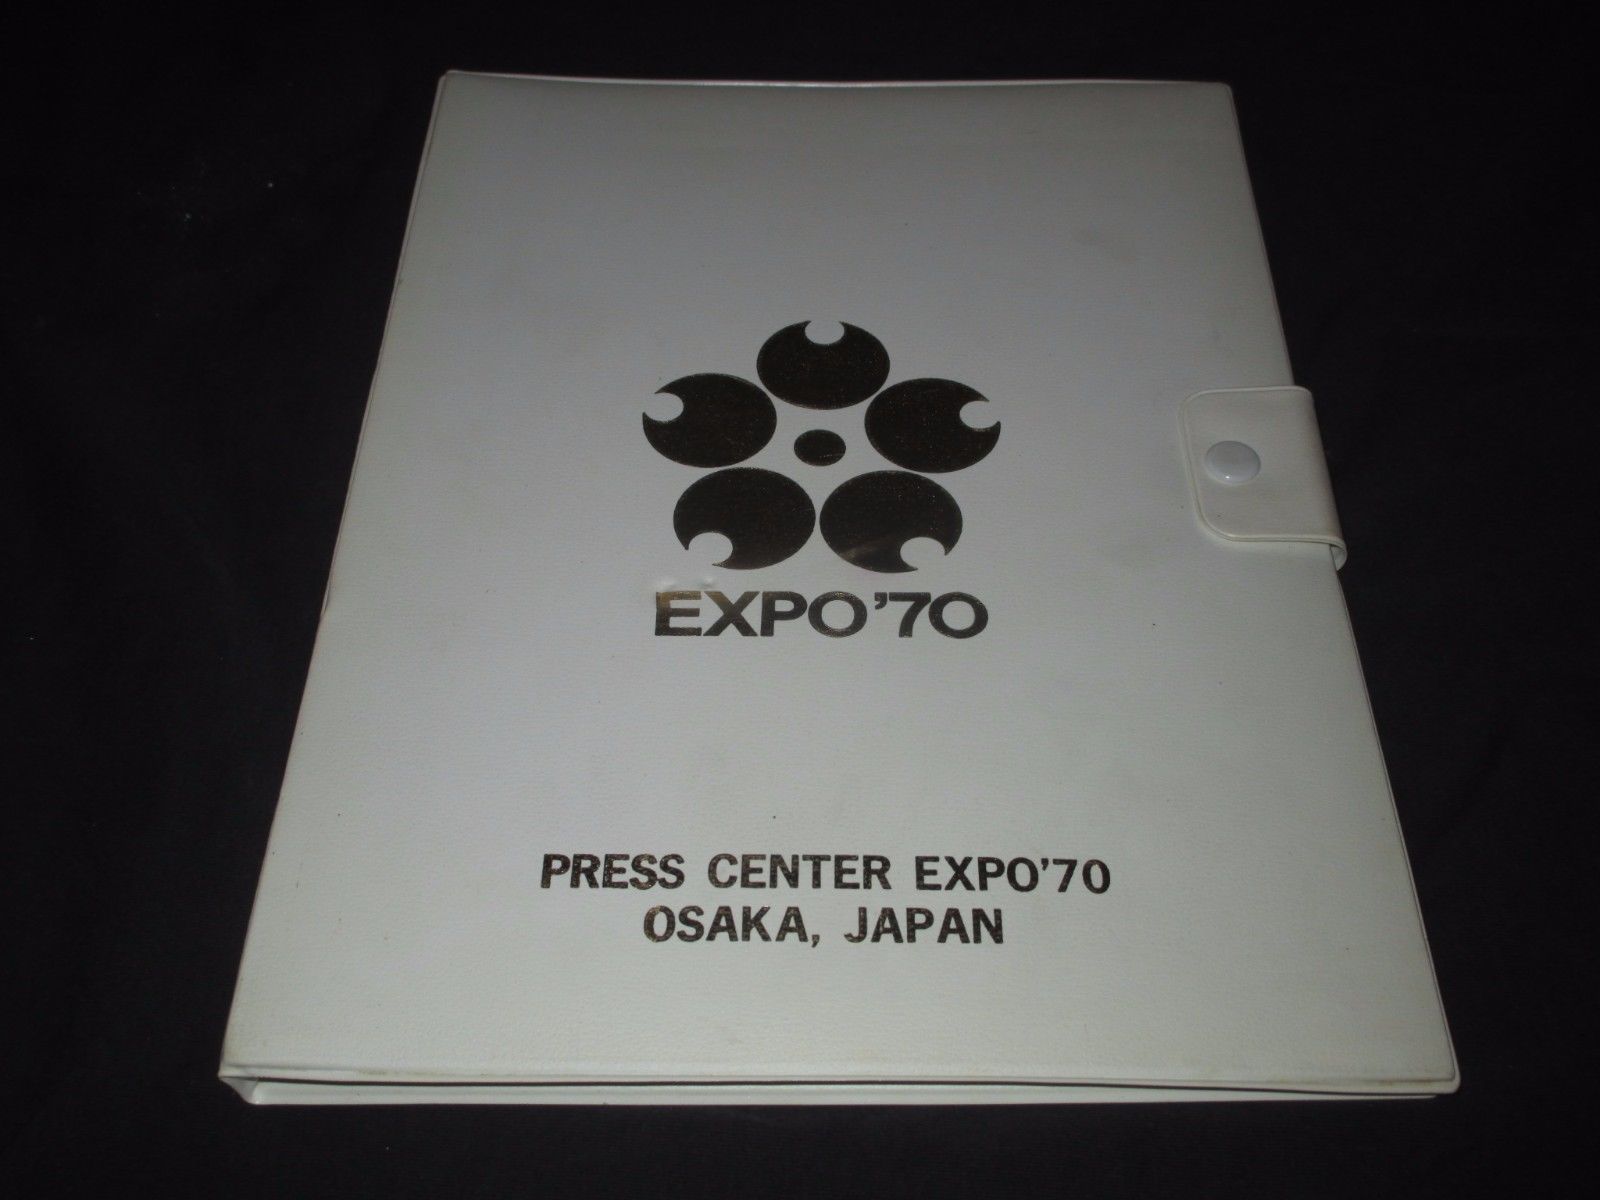 EXPO'70
PRESS CENTER EXPO'70
OSAKA, JAPAN